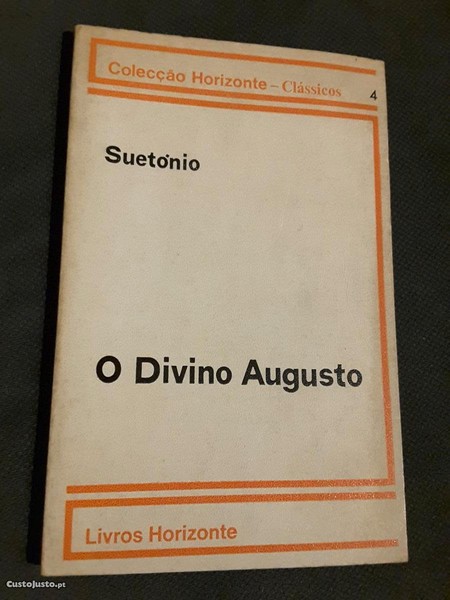 Colecção Horizonte – Clássicos
4
Suetónio
O Divino Augusto
Livros Horizonte
CustoJusto.pt